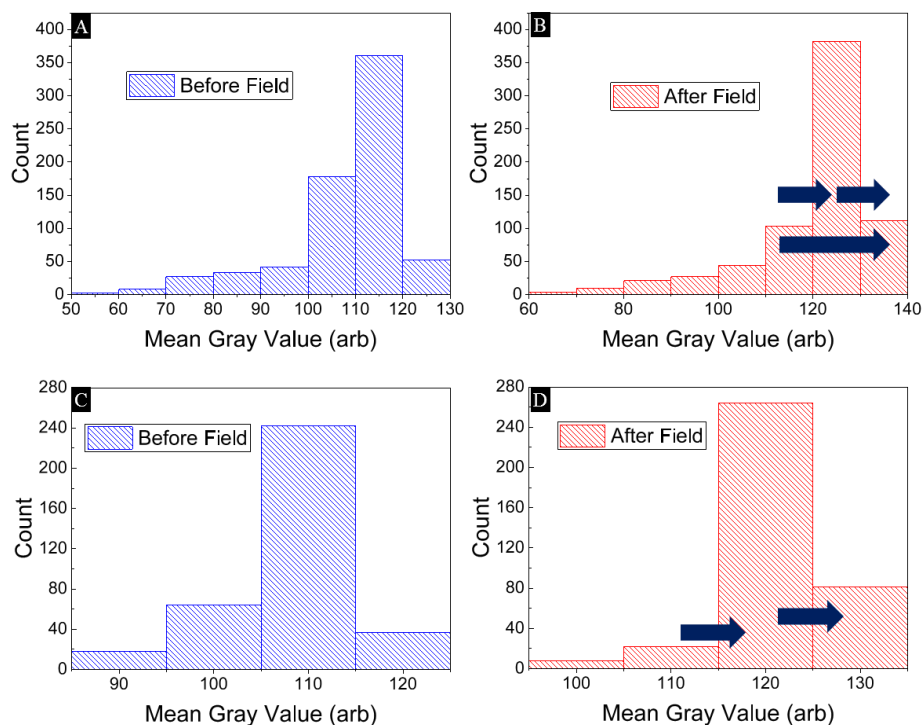 A
Before Field
Count
400
350
300
250
200
150
100
50
0
50 60 70 80 90 100 110 120 130
Mean Gray Value (arb)
B
After Field
Count
400
350
300
250
200
150
100
50
0
60 80 100 120 140
Mean Gray Value (arb)
C
Before Field
Count
280
240
200
160
120
80
40
0
90 100 110 120
Mean Gray Value (arb)
D
After Field
Count
280
240
200
160
120
80
40
0
100 110 120 130
Mean Gray Value (arb)